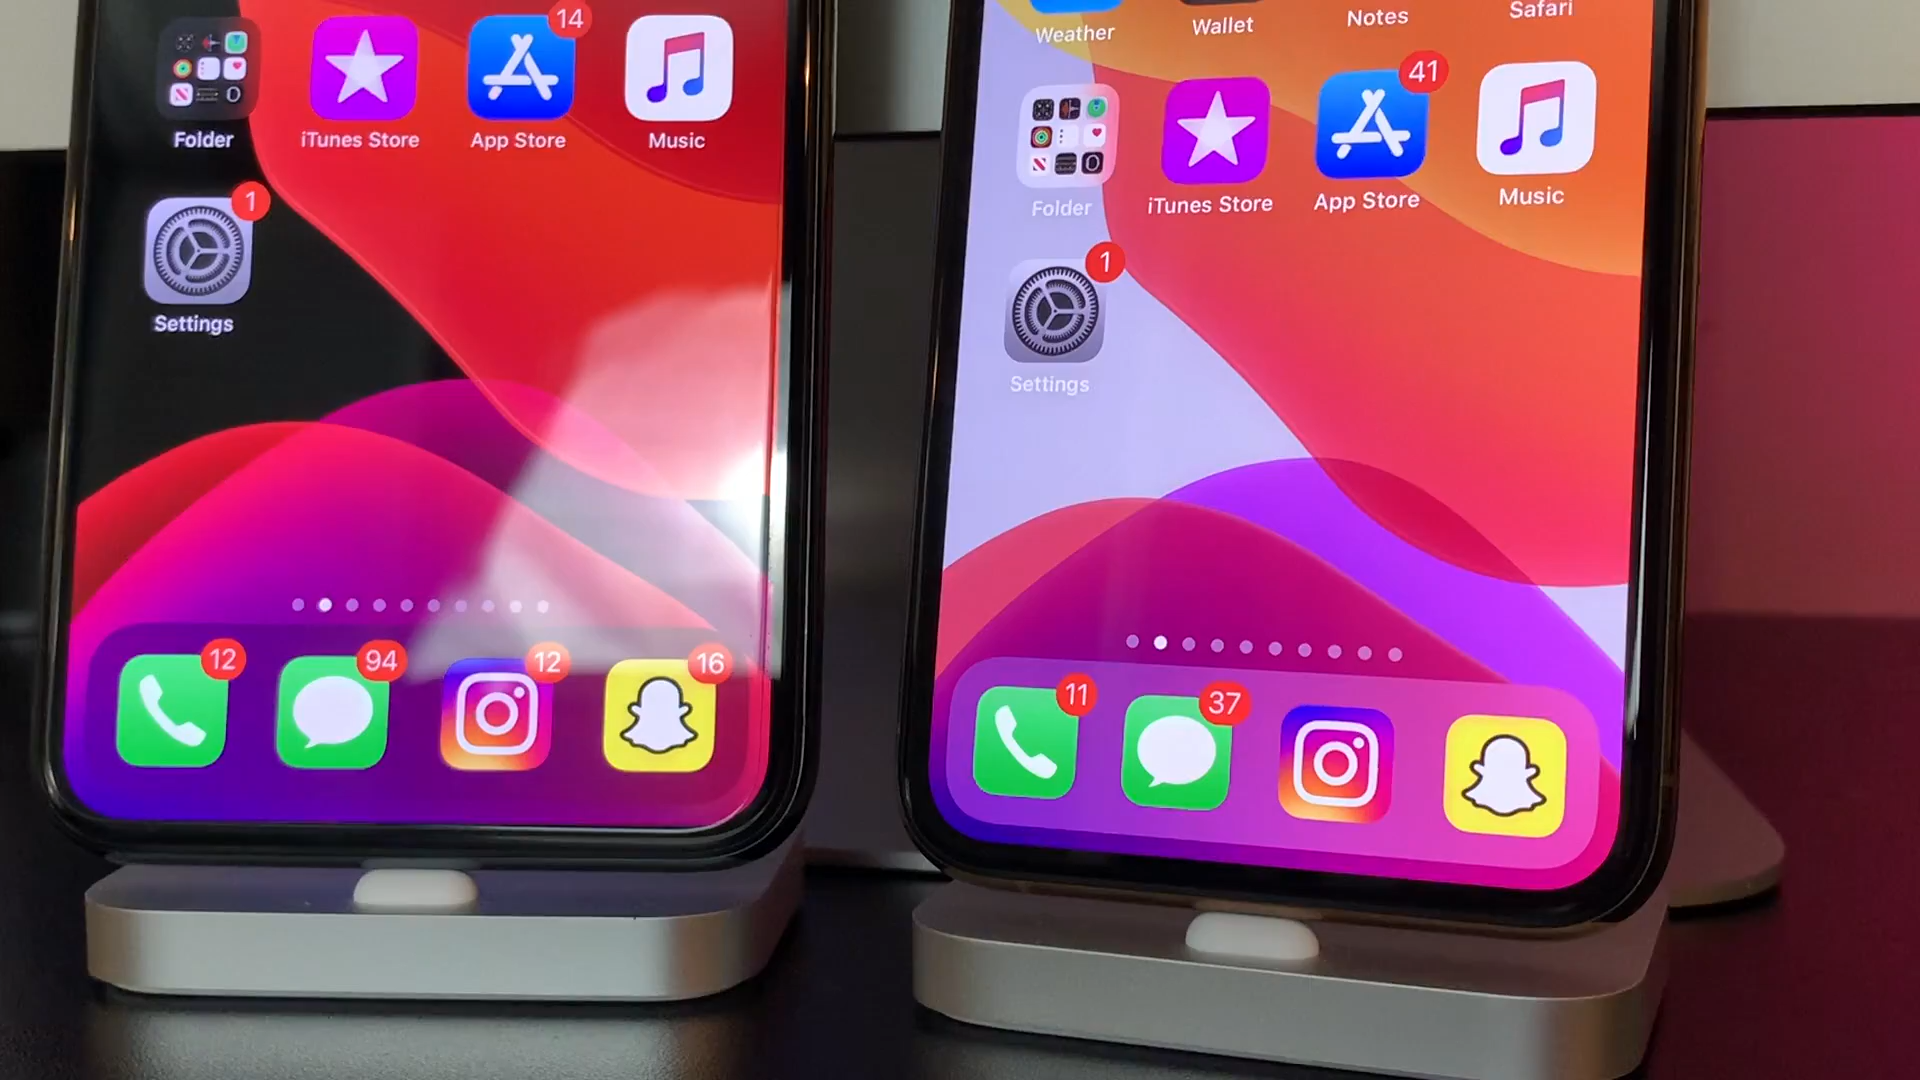 14
Folder
iTunes Store
App Store
Music
1
Settings
12
94
12
16
Weather
Wallet
Notes
Safari
41
Folder
iTunes Store
App Store
Music
1
Settings
11
37